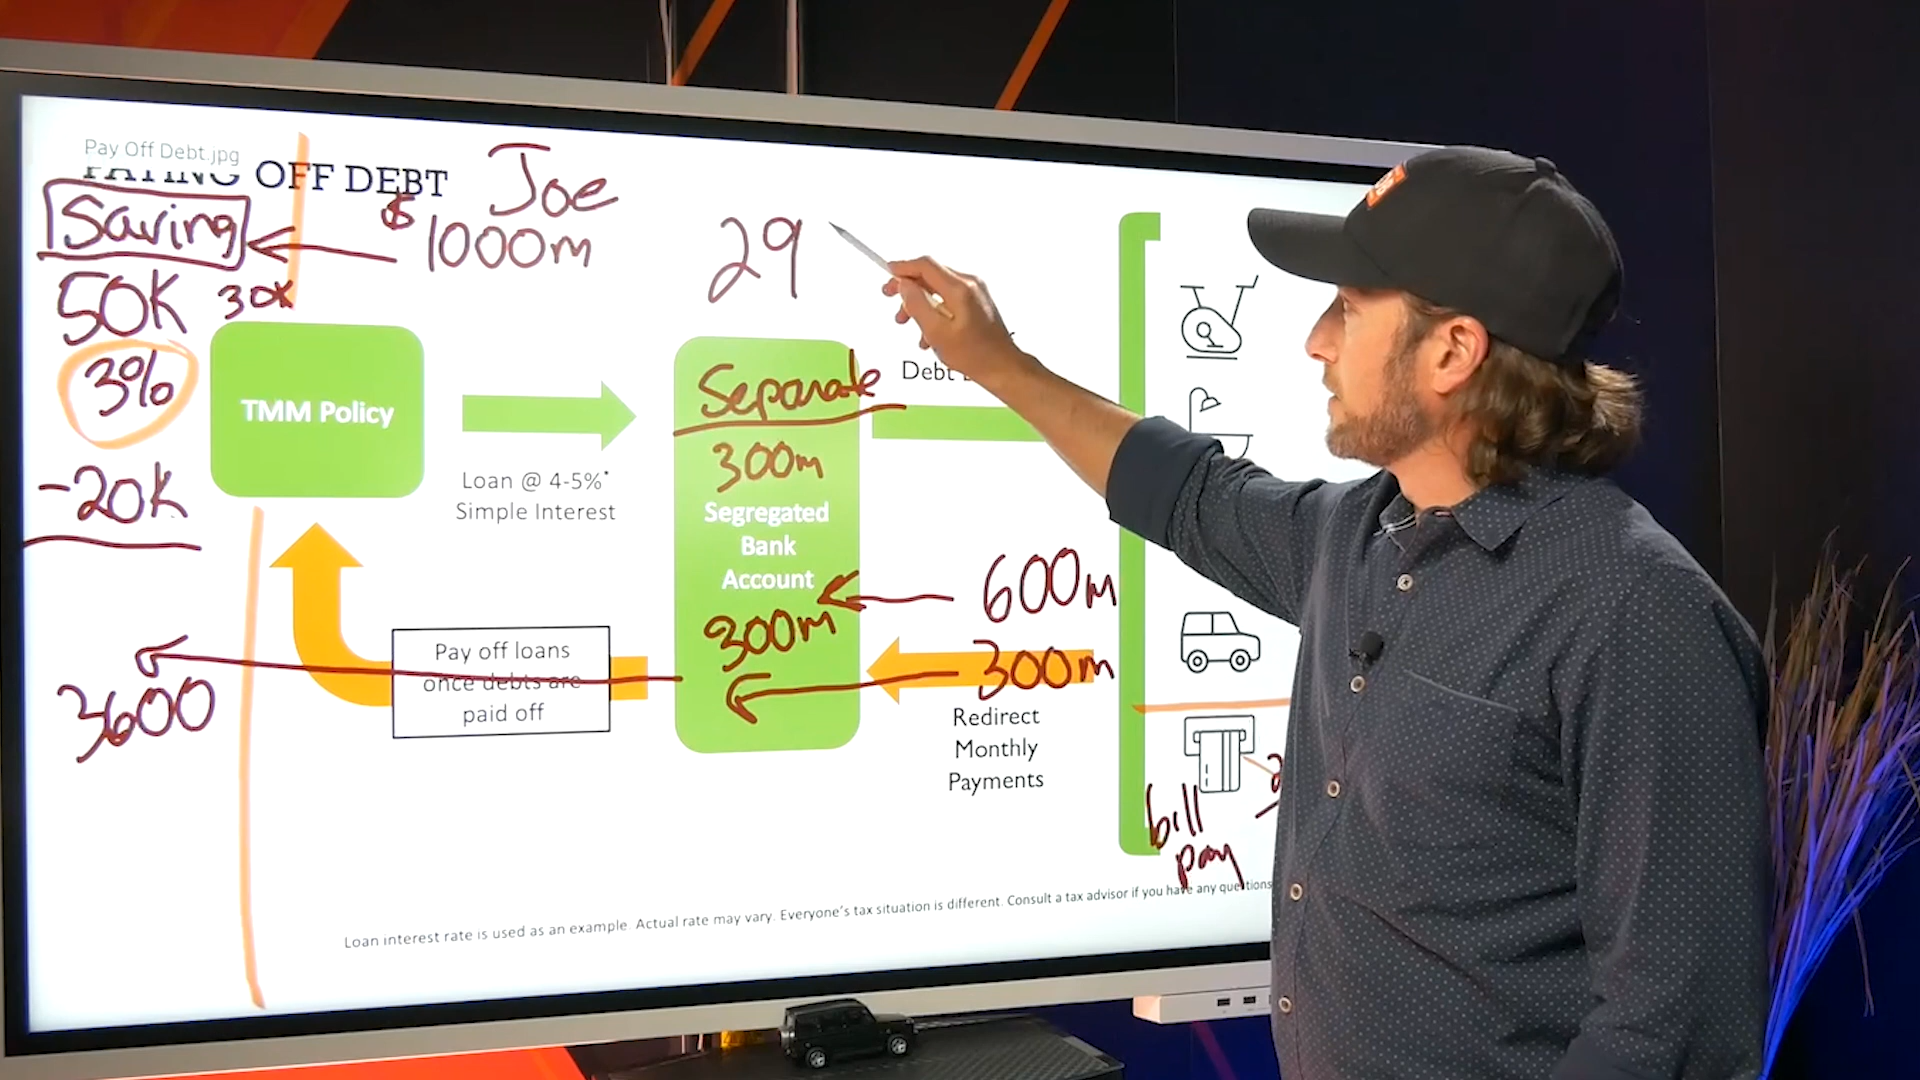 Pay Off Debt.jpg
PAYING OFF DEBT
Joe
Saving
$ 1000m
29
50K
30K
3%
-20K
TMM Policy
Loan @ 4-5%*
Simple Interest
Separate
300m
Segregated
Bank
Account
300m
Debt
600m
300m
Redirect
Monthly
Payments
Pay off loans
once debts are
paid off
3600
bill
pay
Loan interest rate is used as an example. Actual rate may vary. Everyone's tax situation is different. Consult a tax advisor if you have any questions